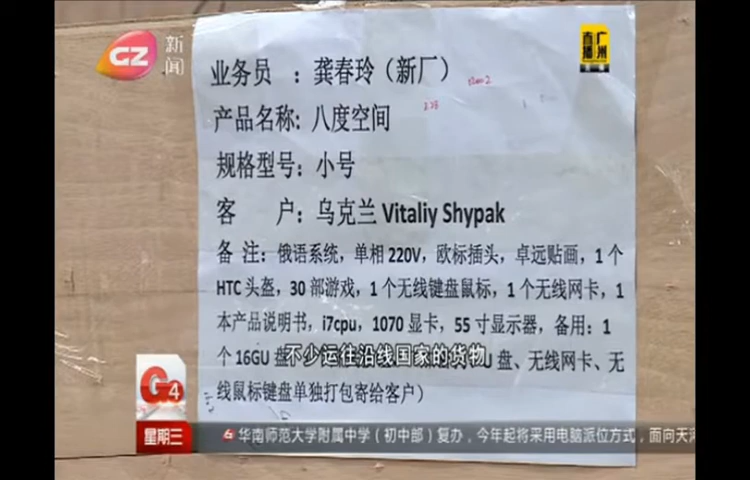 GZ 新闻
广州
直播
业务员 ：龚春玲（新厂）
产品名称: 八度空间
规格型号: 小号
客 户: 乌克兰 Vitaliy Shypak
备 注: 俄语系统，单相 220V，欧标插头，卓远贴画，1 个
HTC 头盔，30 部游戏，1 个无线键盘鼠标，1 个无线网卡，1
本产品说明书，i7cpu，1070 显卡，55 寸显示器，备用：1
个 16GU 盘 U 盘、无线网卡、无
不少运往沿线国家的货物
线鼠标键盘单独打包寄给客户）
G4
星期三
华南师范大学附属中学（初中部）复办，今年起将采用电脑派位方式，面向天河